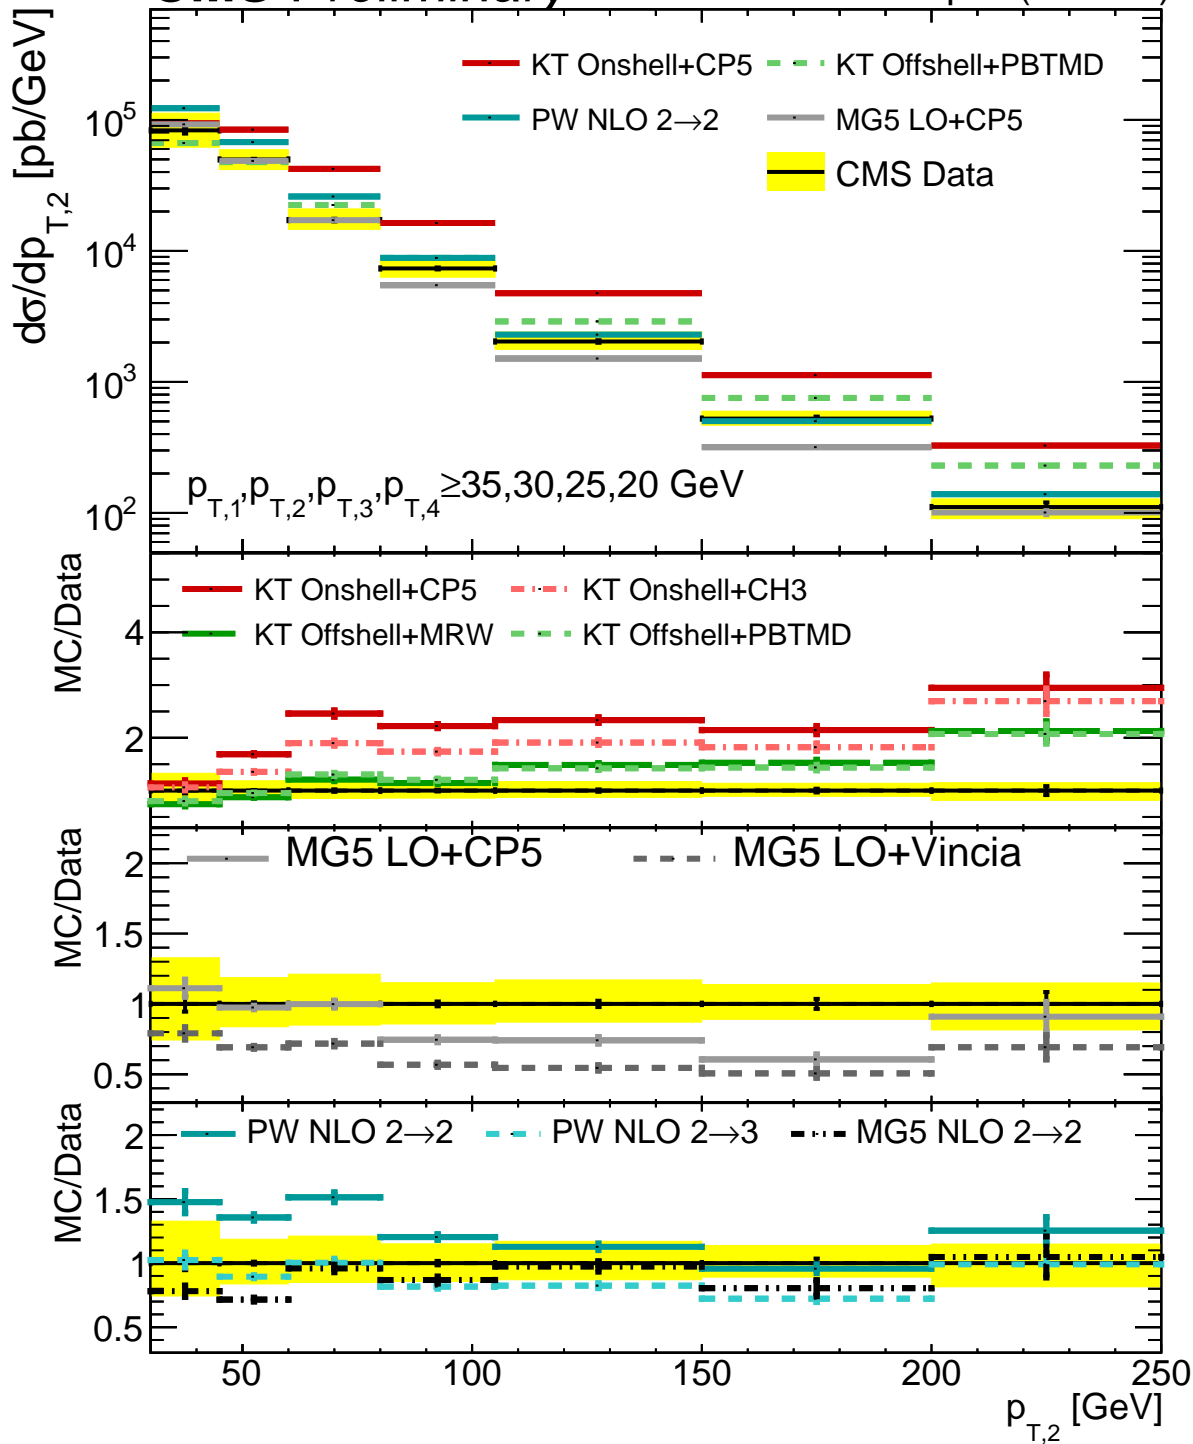 dσ/dp_T,2 [pb/GeV]
KT Onshell+CP5 KT Offshell+PBTMD
PW NLO 2→2 MG5 LO+CP5
CMS Data
10^5
10^4
10^3
10^2
p_T,1,p_T,2,p_T,3,p_T,4≥35,30,25,20 GeV
MC/Data
KT Onshell+CP5 KT Onshell+CH3
KT Offshell+MRW KT Offshell+PBTMD
4
2
MC/Data
MG5 LO+CP5 MG5 LO+Vincia
2
1.5
1
0.5
MC/Data
PW NLO 2→2 PW NLO 2→3 MG5 NLO 2→2
2
1.5
1
0.5
50 100 150 200 250
p_T,2 [GeV]